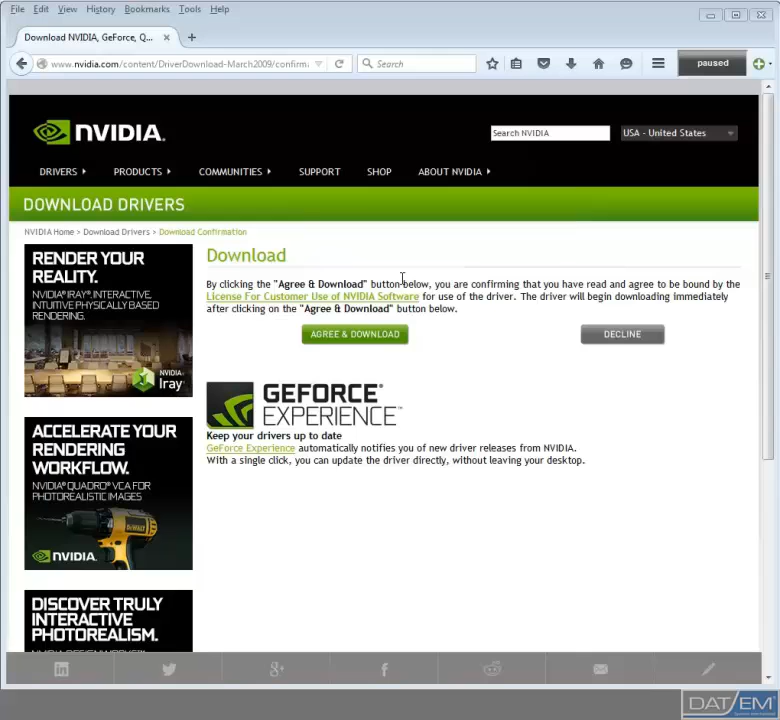 File Edit View History Bookmarks Tools Help
Download NVIDIA, GeForce, Q...
www.nvidia.com/content/DriverDownload-March2009/confirm
Search
paused
NVIDIA.
Search NVIDIA
USA - United States
DRIVERS
PRODUCTS
COMMUNITIES
SUPPORT
SHOP
ABOUT NVIDIA
DOWNLOAD DRIVERS
NVIDIA Home > Download Drivers > Download Confirmation
RENDER YOUR
REALITY.
NVIDIA® IRAY®. INTERACTIVE,
INTUITIVE PHYSICALLY BASED
RENDERING.
NVIDIA®
Iray®
Download
By clicking the "Agree & Download" button below, you are confirming that you have read and agree to be bound by the
License For Customer Use of NVIDIA Software for use of the driver. The driver will begin downloading immediately
after clicking on the "Agree & Download" button below.
AGREE & DOWNLOAD
DECLINE
GEFORCE®
EXPERIENCE™
Keep your drivers up to date
GeForce Experience automatically notifies you of new driver releases from NVIDIA.
With a single click, you can update the driver directly, without leaving your desktop.
ACCELERATE YOUR
RENDERING
WORKFLOW.
NVIDIA® QUADRO® VCA FOR
PHOTOREALISTIC IMAGES
DEWALT
NVIDIA.
DISCOVER TRULY
INTERACTIVE
PHOTOREALISM.
DAT/EM